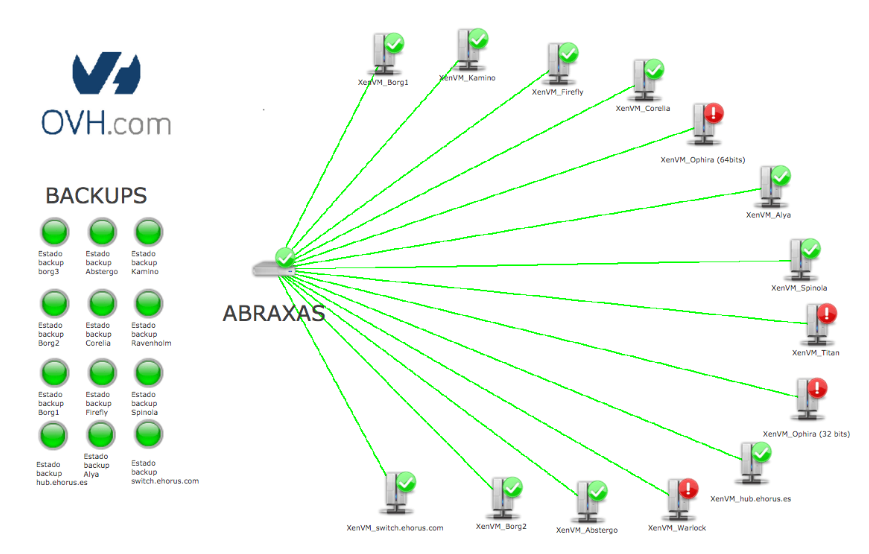 OVH.com
BACKUPS
Estado
backup
borg3
Estado
backup
Abstergo
Estado
backup
Kamino
Estado
backup
Borg2
Estado
backup
Corelia
Estado
backup
Ravenholm
Estado
backup
Borg1
Estado
backup
Firefly
Estado
backup
Spinola
Estado
backup
hub.ehorus.es
Estado
backup
Alya
Estado
backup
switch.ehorus.com
ABRAXAS
XenVM_Borg1
XenVM_Kamino
XenVM_Firefly
XenVM_Corelia
XenVM_Ophira (64bits)
XenVM_Alya
XenVM_Spinola
XenVM_Titan
XenVM_Ophira (32 bits)
XenVM_hub.ehorus.es
XenVM_Warlock
XenVM_Abstergo
XenVM_Borg2
XenVM_switch.ehorus.com